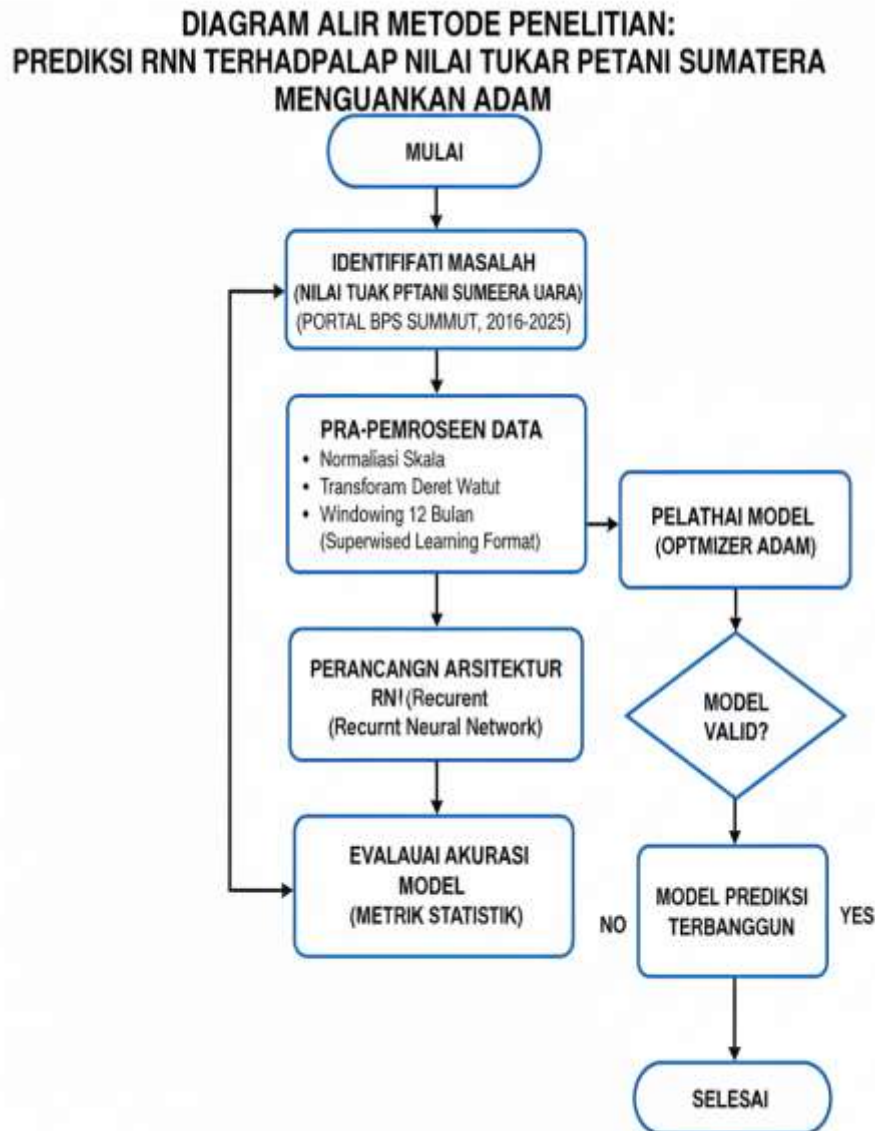 DIAGRAM ALIR METODE PENELITIAN:
PREDIKSI RNN TERHADPALAP NILAI TUKAR PETANI SUMATERA
MENGUANKAN ADAM
MULAI
IDENTIFIFATI MASALAH
(NILAI TUAK PFTANI SUMEERA UARA)
(PORTAL BPS SUMMUT, 2016-2025)
PRA-PEMROSEEN DATA
• Normaliasi Skala
• Transforam Deret Watut
• Windowing 12 Bulan
(Superwised Learning Format)
PERANCANGN ARSITEKTUR
RN! (Recurent
(Recurnt Neural Network)
EVALAUAI AKURASI
MODEL
(METRIK STATISTIK)
PELATHAI MODEL
(OPTMIZER ADAM)
MODEL
VALID?
NO
MODEL PREDIKSI
TERBANGGUN
YES
SELESAI